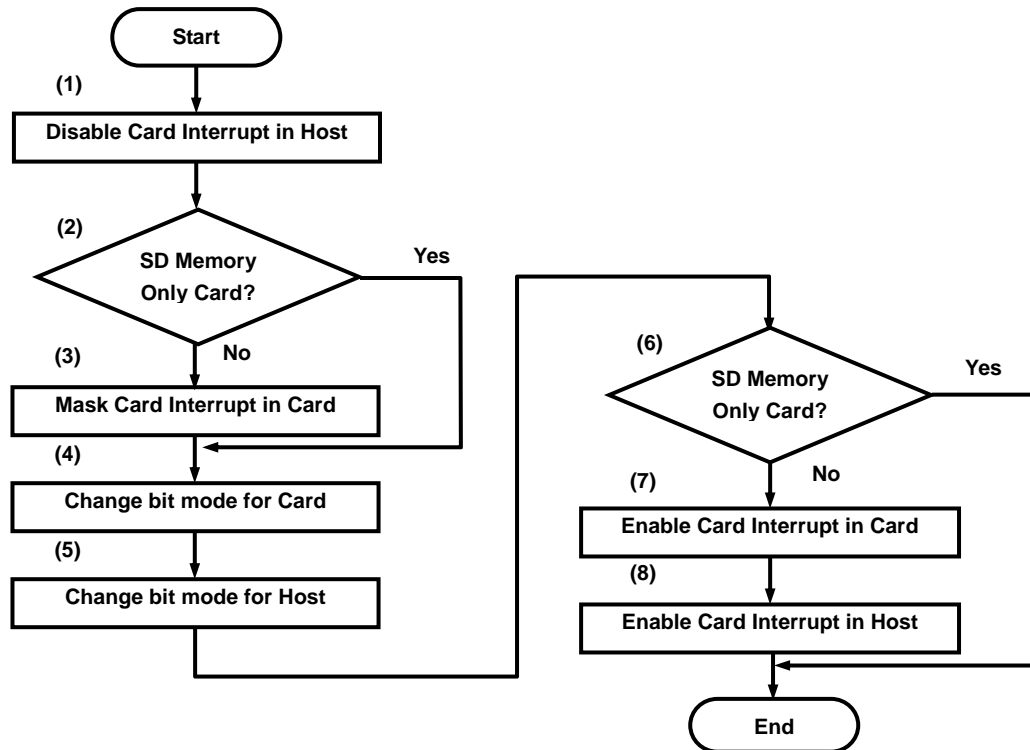 Start
(1)
Disable Card Interrupt in Host
(2)
SD Memory
Only Card?
Yes
No
(3)
Mask Card Interrupt in Card
(4)
Change bit mode for Card
(5)
Change bit mode for Host
(6)
SD Memory
Only Card?
Yes
No
(7)
Enable Card Interrupt in Card
(8)
Enable Card Interrupt in Host
End